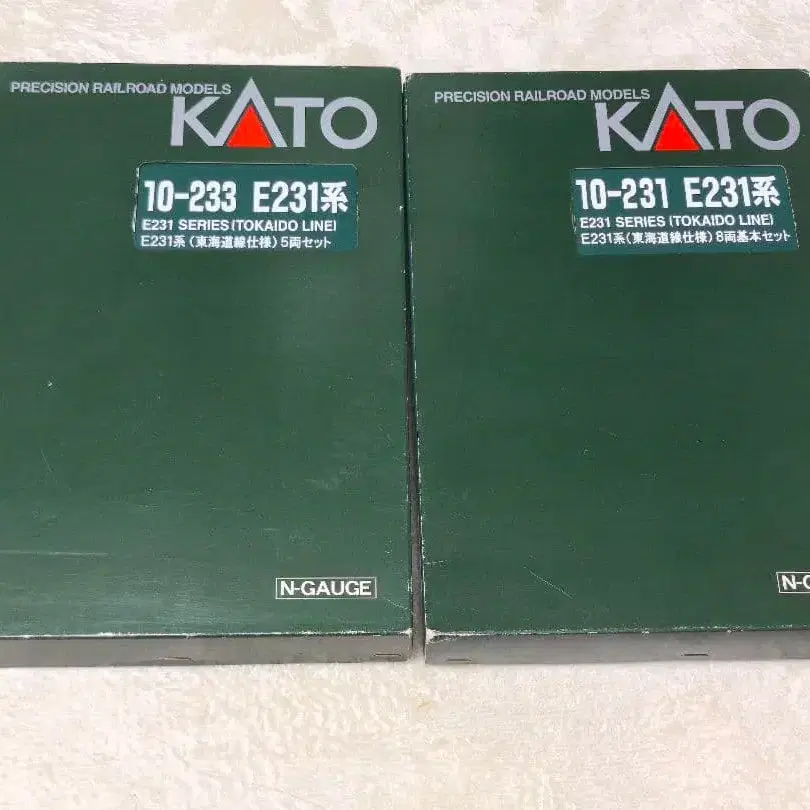 PRECISION RAILROAD MODELS
KATO
10-233 E231系
E231 SERIES(TOKAIDO LINE)
E231系(東海道線仕様)5両セット
N-GAUGE
PRECISION RAILROAD MODELS
KATO
10-231 E231系
E231 SERIES(TOKAIDO LINE)
E231系(東海道線仕様)8両基本セット